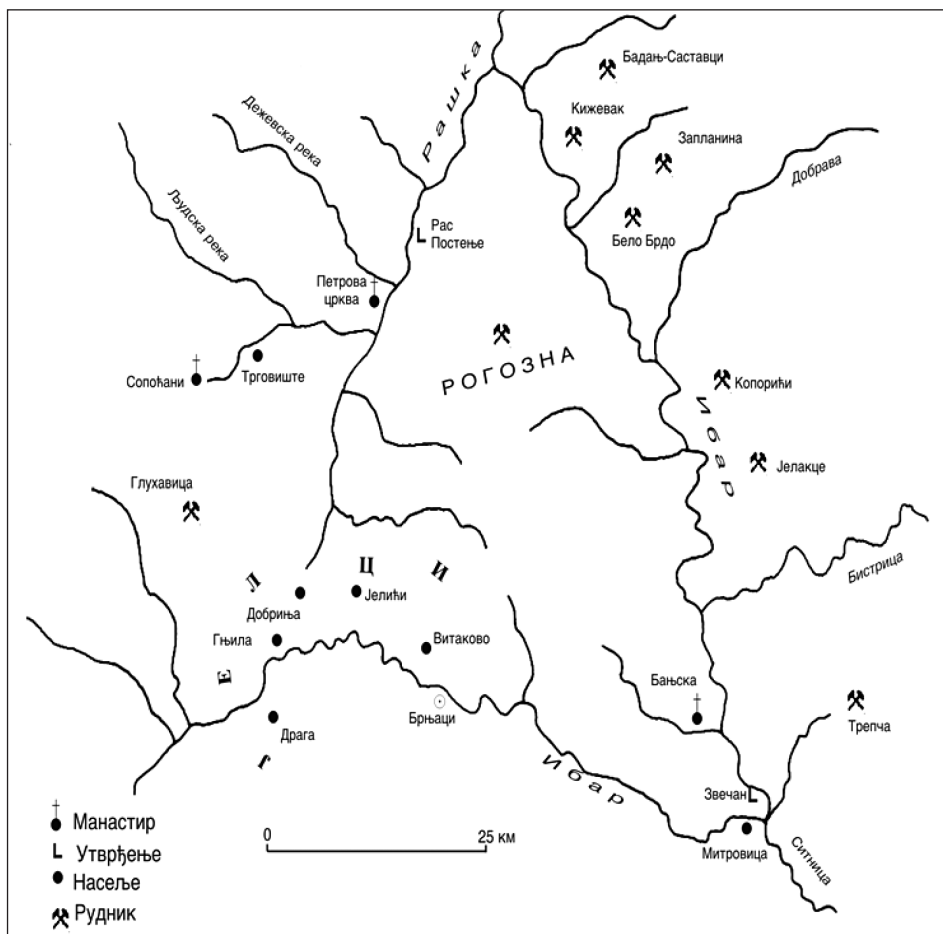 Рашка
Бадањ-Саставци
Дежевска река
Кижевак
Запланина
Добрава
Људска река
Рас
Постење
Бело Брдо
Петрова
црква
РОГОЗНА
Сопоћани
Трговиште
Копорићи
Ибар
Јелакце
Глухавица
Бистрица
ЈЕЛЦИ
Јелићи
Добриња
Гњила
Витаково
Бањска
Брњаци
Драга
Трепча
Ибар
Звечан
Митровица
Ситница
Манастир
Утврђење
Насеље
Рудник
0 25 км